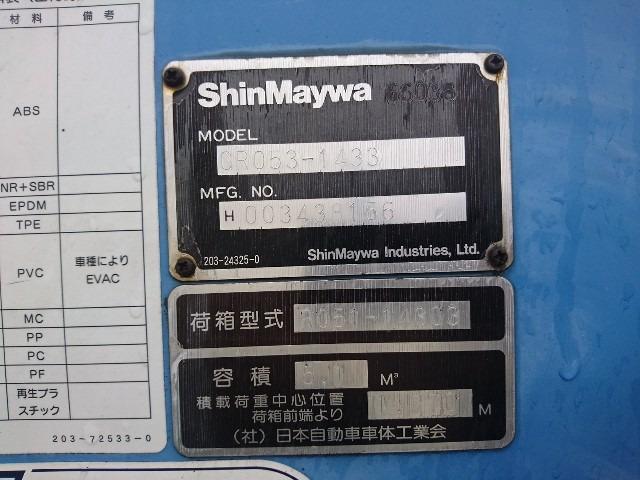 材料 備考
ABS
NR+SBR
EPDM
TPE
PVC 車種により
EVAC
MC
PP
PC
PF
再生プラ
スチック
203-72533-0
ShinMaywa
MODEL
CR053-1433
MFG. NO.
H
203-24325-0 ShinMaywa Industries, Ltd.
荷箱型式
容積 M³
積載荷重中心位置
荷箱前端より M
(社)日本自動車車体工業会